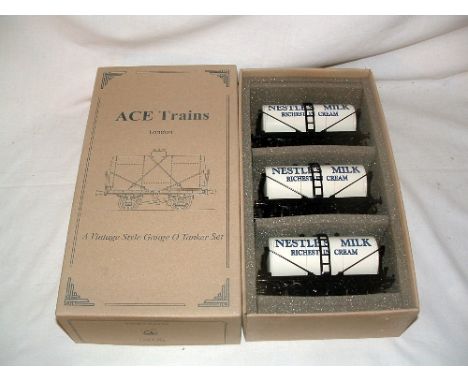 ACE Trains
London
A Vintage Style Gauge O Tanker Set
NESTLES MILK
RICHEST IN CREAM
NESTLES MILK
RICHEST IN CREAM
NESTLES MILK
RICHEST IN CREAM